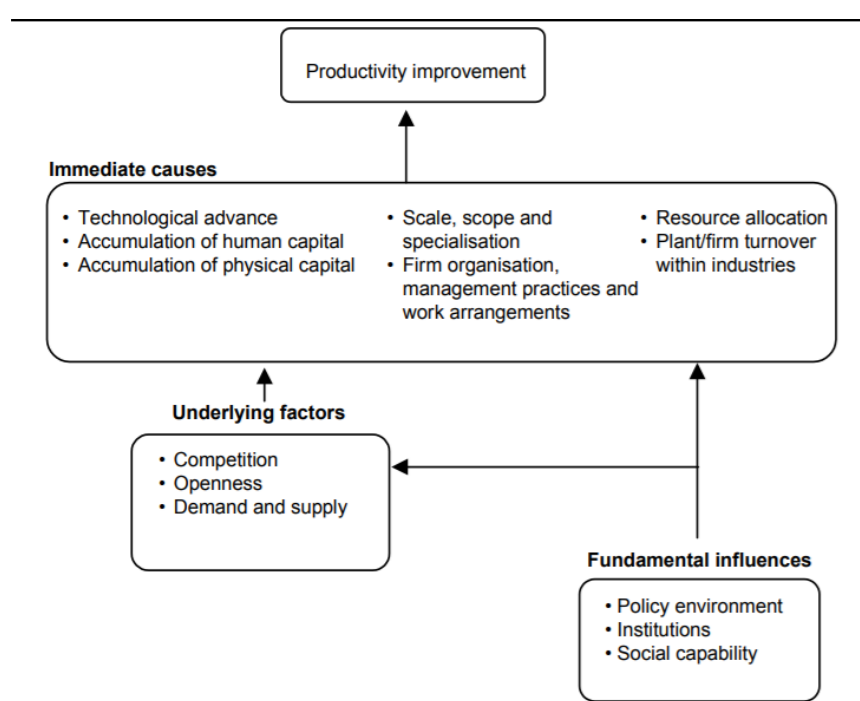 Productivity improvement
Immediate causes
• Technological advance
• Accumulation of human capital
• Accumulation of physical capital
• Scale, scope and
specialisation
• Firm organisation,
management practices and
work arrangements
• Resource allocation
• Plant/firm turnover
within industries
Underlying factors
• Competition
• Openness
• Demand and supply
Fundamental influences
• Policy environment
• Institutions
• Social capability